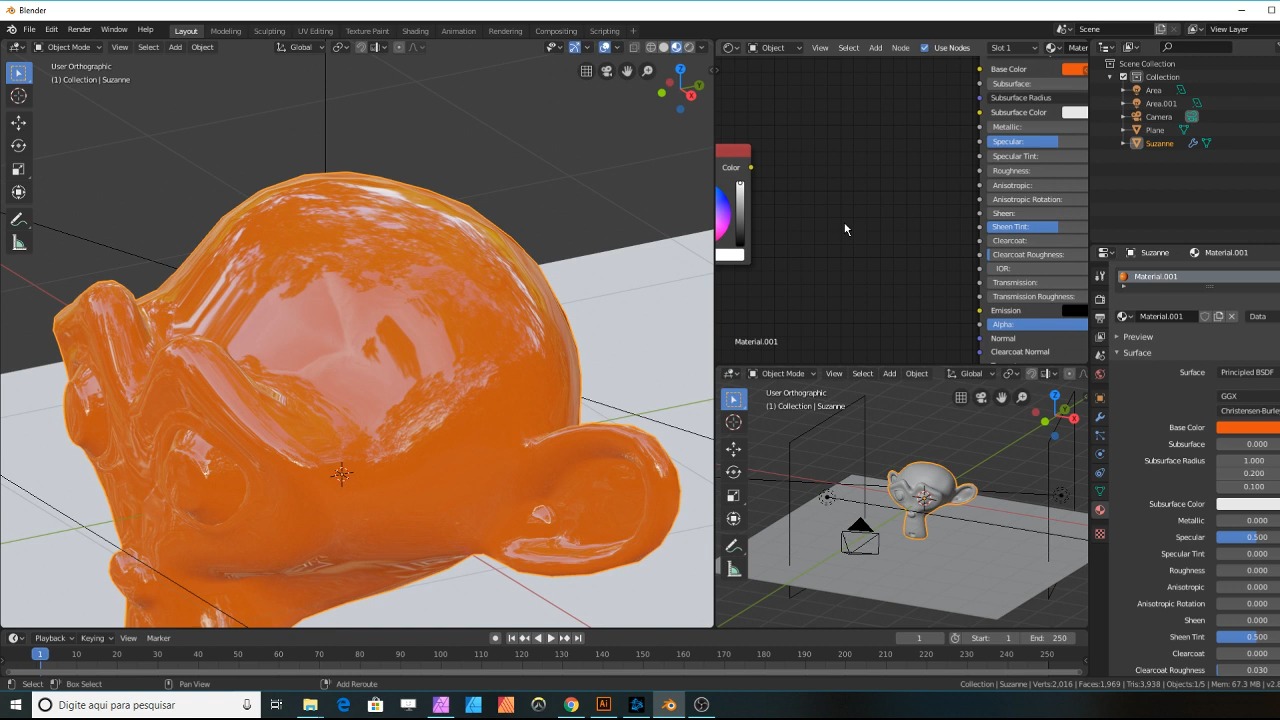 Blender
File Edit Render Window Help Layout Modeling Sculpting UV Editing Texture Paint Shading Animation Rendering Compositing Scripting Scene View Layer
Object Mode View Select Add Object Global
Object View Select Add Node Use Nodes Slot 1 Mater
User Orthographic
(1) Collection | Suzanne
Z
Y
X
Color
Material.001
Base Color
Subsurface:
Subsurface Radius
Subsurface Color
Metallic:
Specular:
Specular Tint:
Roughness:
Anisotropic:
Anisotropic Rotation:
Sheen:
Sheen Tint:
Clearcoat:
Clearcoat Roughness:
IOR:
Transmission:
Transmission Roughness:
Emission
Alpha:
Normal
Clearcoat Normal
Scene Collection
Collection
Area
Area.001
Camera
Plane
Suzanne
Suzanne Material.001
Material.001
Material.001 Data
Preview
Surface
Surface Principled BSDF
GGX
Christensen-Burle
Base Color
Subsurface 0.000
Subsurface Radius 1.000
0.200
0.100
Subsurface Color
Metallic 0.000
Specular 0.500
Specular Tint 0.000
Roughness 0.000
Anisotropic 0.000
Anisotropic Rotation 0.000
Sheen 0.000
Sheen Tint 0.500
Clearcoat 0.000
Clearcoat Roughness 0.030
Object Mode View Select Add Object Global
User Orthographic
(1) Collection | Suzanne
Z
Y
X
Playback Keying View Marker 1 Start: 1 End: 250
1 10 20 30 40 50 60 70 80 90 100 110 120 130 140 150 160 170 180 190 200 210 220 230 240 250
Select Box Select Pan View Add Reroute Collection | Suzanne | Verts:2,016 | Faces:1,969 | Tris:3,938 | Objects:1/5 | Mem: 67.3 MB | v2.8
Digite aqui para pesquisar
Ai